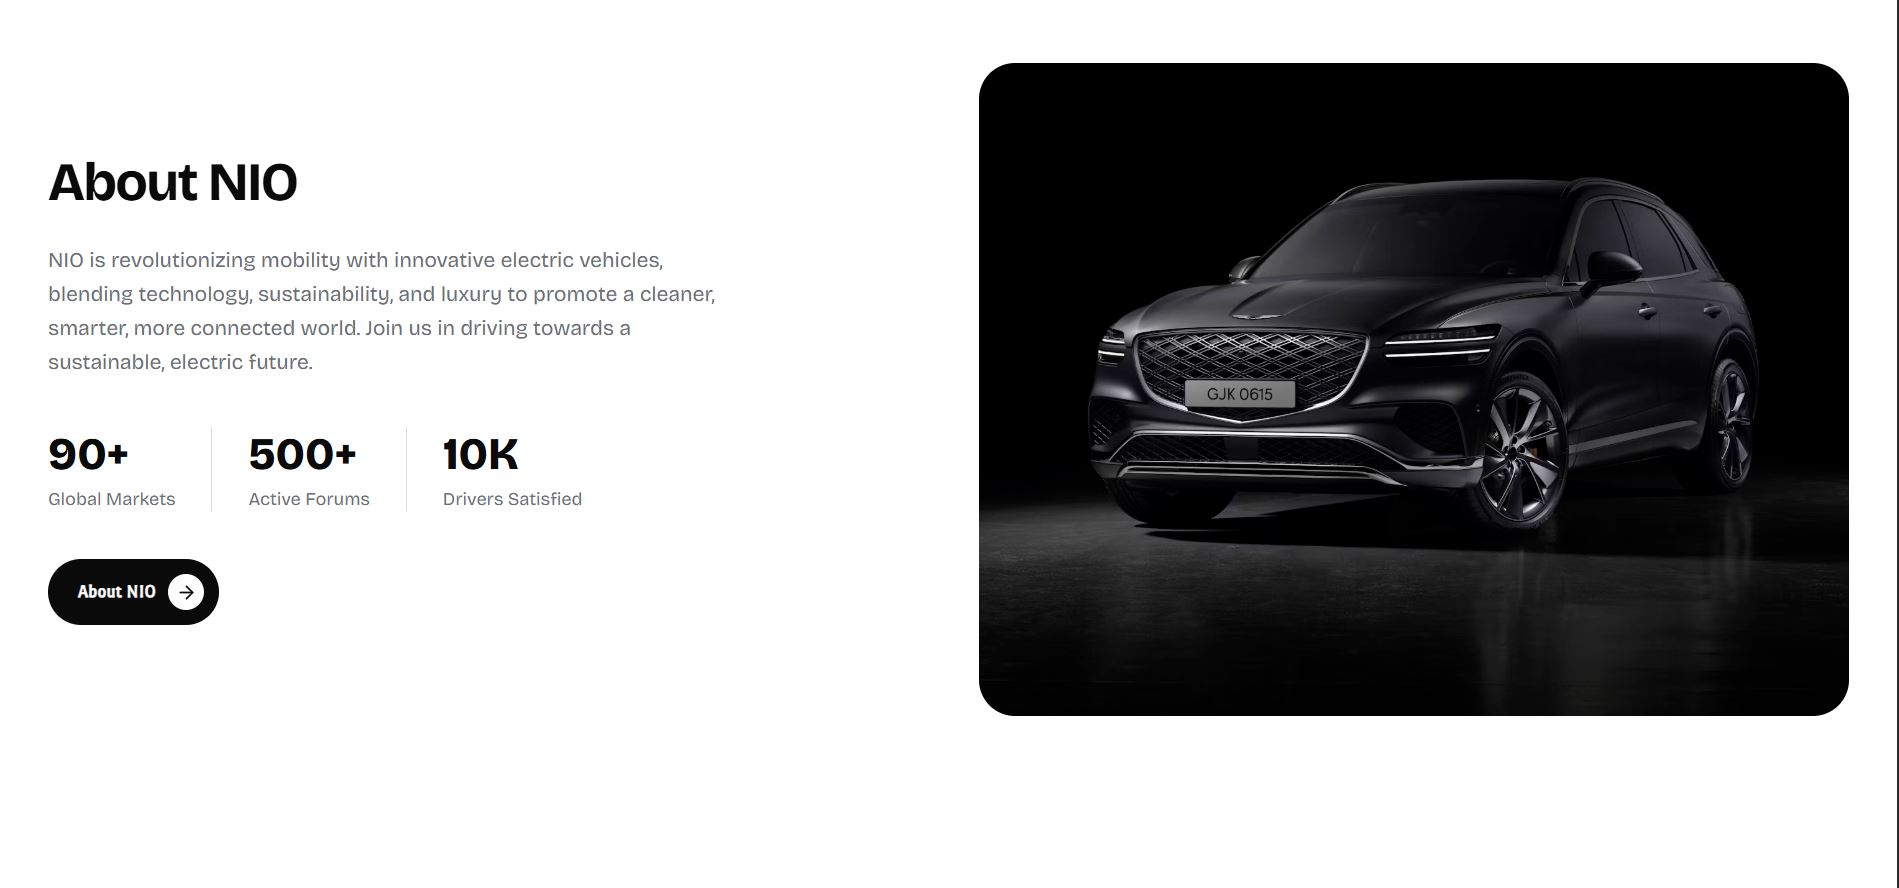 About NIO
NIO is revolutionizing mobility with innovative electric vehicles,
blending technology, sustainability, and luxury to promote a cleaner,
smarter, more connected world. Join us in driving towards a
sustainable, electric future.
90+
Global Markets
500+
Active Forums
10K
Drivers Satisfied
About NIO
GJK 0615